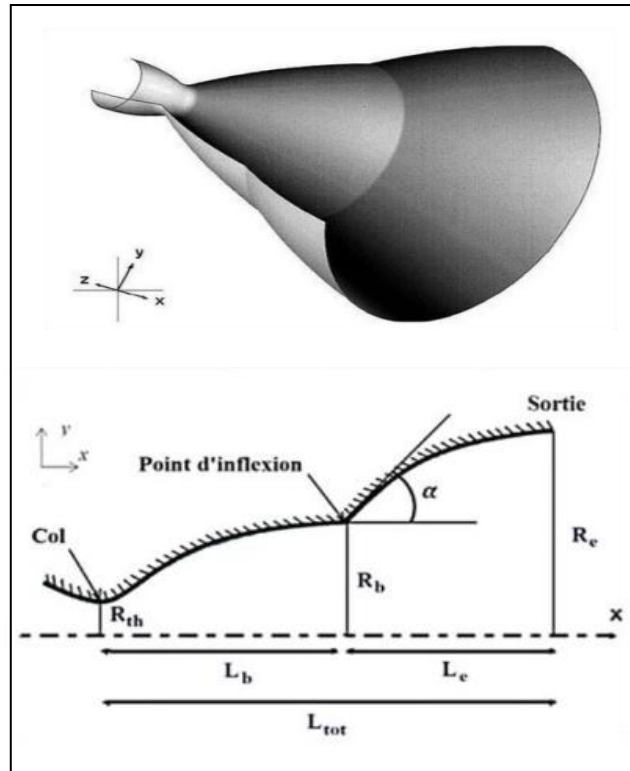 y
z
x
y
x
Sortie
Point d'inflexion
α
Col
R_e
R_b
R_th
x
L_b
L_e
L_tot